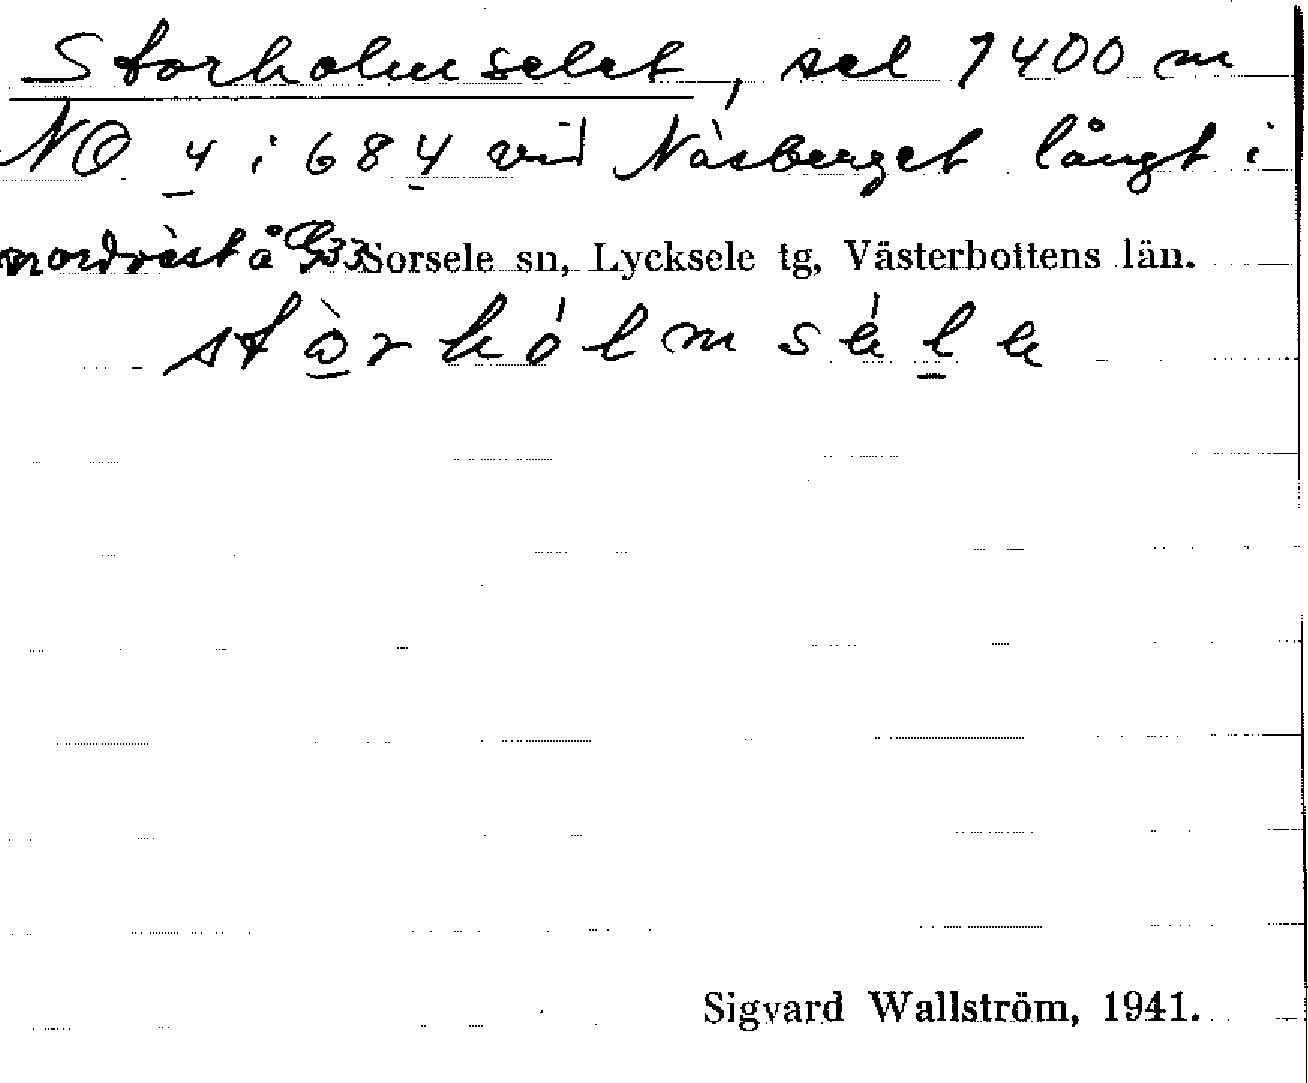 Storholmselet, sel 1400 m
NO 4 i 684 vid Näsberget långt i
nordväst å G33 Sorsele sn, Lycksele tg, Västerbottens län.
stòrhólmséle
Sigvard Wallström, 1941.